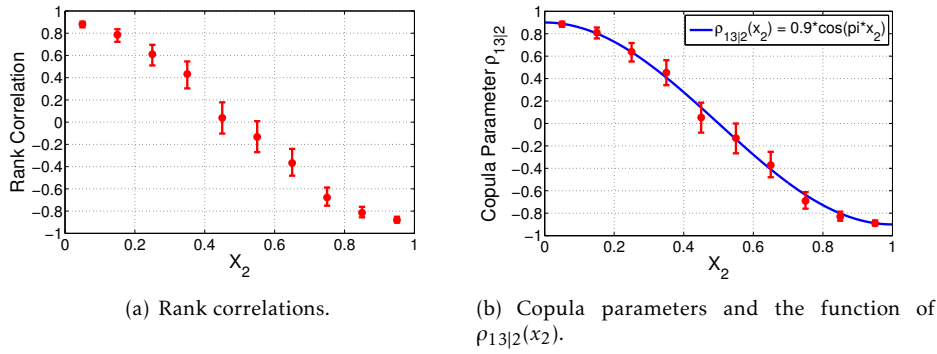 1
0.8
0.6
0.4
0.2
0
−0.2
−0.4
−0.6
−0.8
−1
Rank Correlation
0 0.2 0.4 0.6 0.8 1
X2
(a) Rank correlations.
1
0.8
0.6
0.4
0.2
0
−0.2
−0.4
−0.6
−0.8
−1
Copula Parameter ρ13|2
ρ13|2(x2) = 0.9*cos(pi*x2)
0 0.2 0.4 0.6 0.8 1
X2
(b) Copula parameters and the function of
ρ13|2(x2).